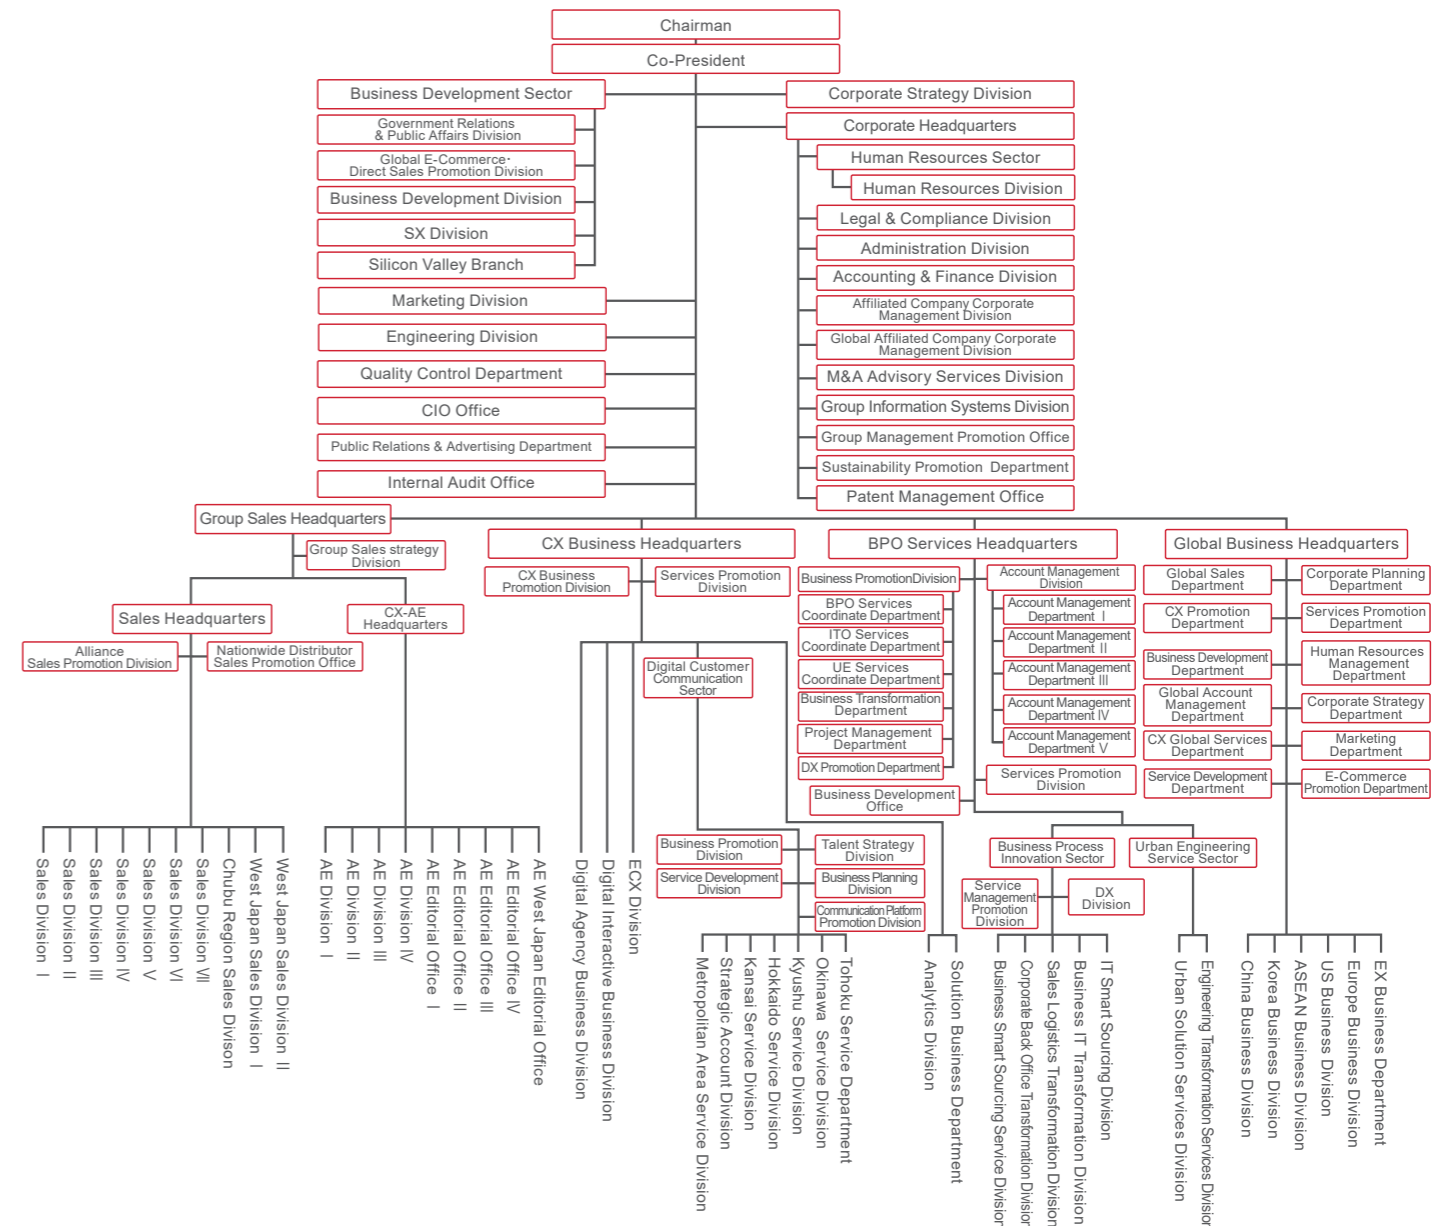 Chairman
Co-President
Business Development Sector
Government Relations
& Public Affairs Division
Global E-Commerce·
Direct Sales Promotion Division
Business Development Division
SX Division
Silicon Valley Branch
Marketing Division
Engineering Division
Quality Control Department
CIO Office
Public Relations & Advertising Department
Internal Audit Office
Corporate Strategy Division
Corporate Headquarters
Human Resources Sector
Human Resources Division
Legal & Compliance Division
Administration Division
Accounting & Finance Division
Affiliated Company Corporate
Management Division
Global Affiliated Company Corporate
Management Division
M&A Advisory Services Division
Group Information Systems Division
Group Management Promotion Office
Sustainability Promotion Department
Patent Management Office
Group Sales Headquarters
Group Sales strategy
Division
Sales Headquarters
CX-AE
Headquarters
Alliance
Sales Promotion Division
Nationwide Distributor
Sales Promotion Office
Sales Division I
Sales Division II
Sales Division III
Sales Division IV
Sales Division V
Sales Division VI
Sales Division VII
Chubu Region Sales Divison
West Japan Sales Division I
West Japan Sales Division II
AE Division I
AE Division II
AE Division III
AE Division IV
AE Editorial Office I
AE Editorial Office II
AE Editorial Office III
AE Editorial Office IV
AE West Japan Editorial Office
CX Business Headquarters
CX Business
Promotion Division
Services Promotion
Division
Digital Customer
Communication
Sector
Digital Agency Business Division
Digital Interactive Business Division
ECX Division
Business Promotion
Division
Talent Strategy
Division
Service Development
Division
Business Planning
Division
Communication Platform
Promotion Division
Metropolitan Area Service Division
Strategic Account Division
Kansai Service Division
Hokkaido Service Division
Kyushu Service Division
Okinawa Service Division
Tohoku Service Department
Analytics Division
Solution Business Department
BPO Services Headquarters
Business PromotionDivision
BPO Services
Coordinate Department
ITO Services
Coordinate Department
UE Services
Coordinate Department
Business Transformation
Department
Project Management
Department
DX Promotion Department
Account Management
Division
Account Management
Department I
Account Management
Department II
Account Management
Department III
Account Management
Department IV
Account Management
Department V
Services Promotion
Division
Business Development
Office
Business Process
Innovation Sector
Urban Engineering
Service Sector
Service
Management
Promotion
Division
DX
Division
Business Smart Sourcing Service Division
Corporate Back Office Transformation Division
Sales Logistics Transformation Division
Business IT Transformation Division
IT Smart Sourcing Division
Urban Solution Services Division
Engineering Transformation Services Division
Global Business Headquarters
Global Sales
Department
Corporate Planning
Department
CX Promotion
Department
Services Promotion
Department
Business Development
Department
Human Resources
Management
Department
Global Account
Management
Department
Corporate Strategy
Department
CX Global Services
Department
Marketing
Department
Service Development
Department
E-Commerce
Promotion Department
China Business Division
Korea Business Division
ASEAN Business Division
US Business Division
Europe Business Division
EX Business Department